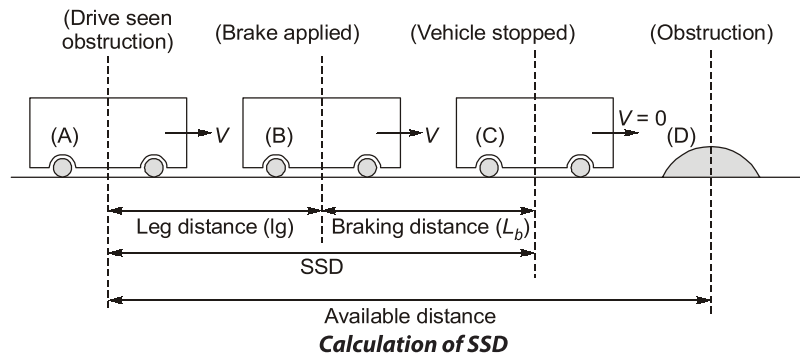 (Drive seen
obstruction)
(Brake applied)
(Vehicle stopped)
(Obstruction)
(A)
V
(B)
V
(C)
V = 0
(D)
Leg distance (lg)
Braking distance (L_b)
SSD
Available distance
Calculation of SSD